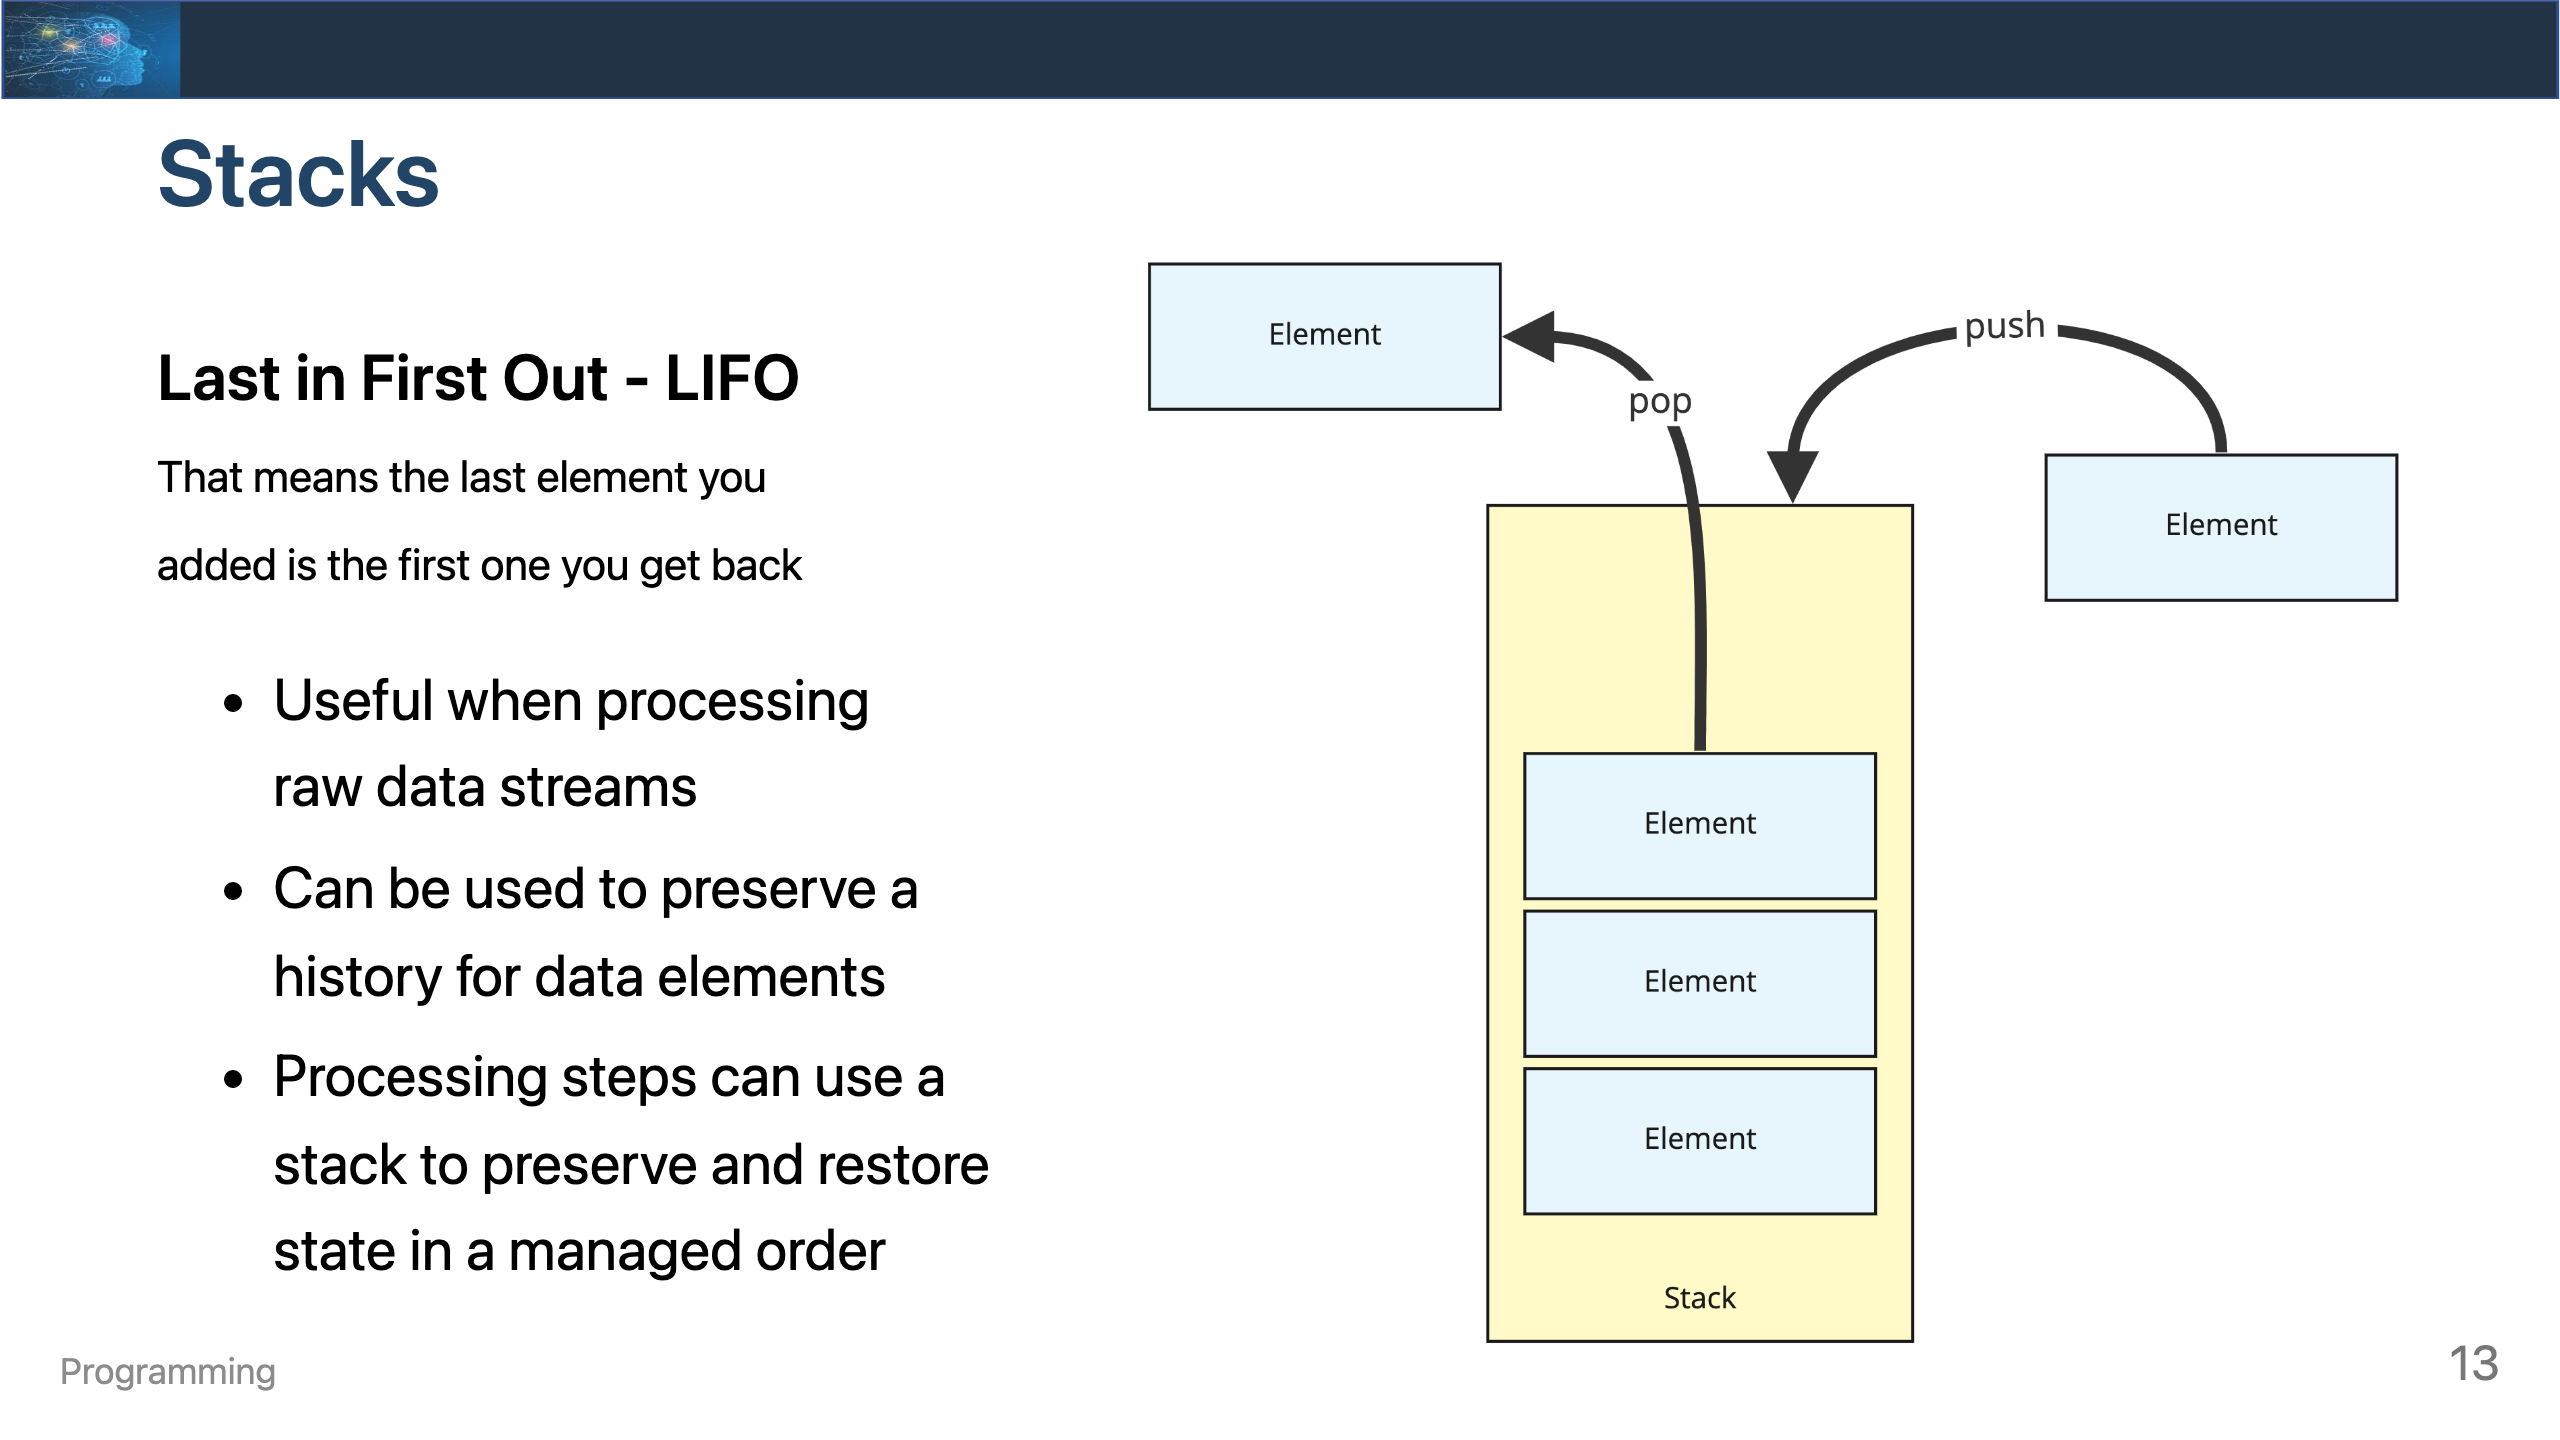 Stacks
Last in First Out - LIFO
That means the last element you
added is the first one you get back
• Useful when processing
raw data streams
• Can be used to preserve a
history for data elements
• Processing steps can use a
stack to preserve and restore
state in a managed order
Element
pop
push
Element
Element
Element
Element
Stack
Programming
13